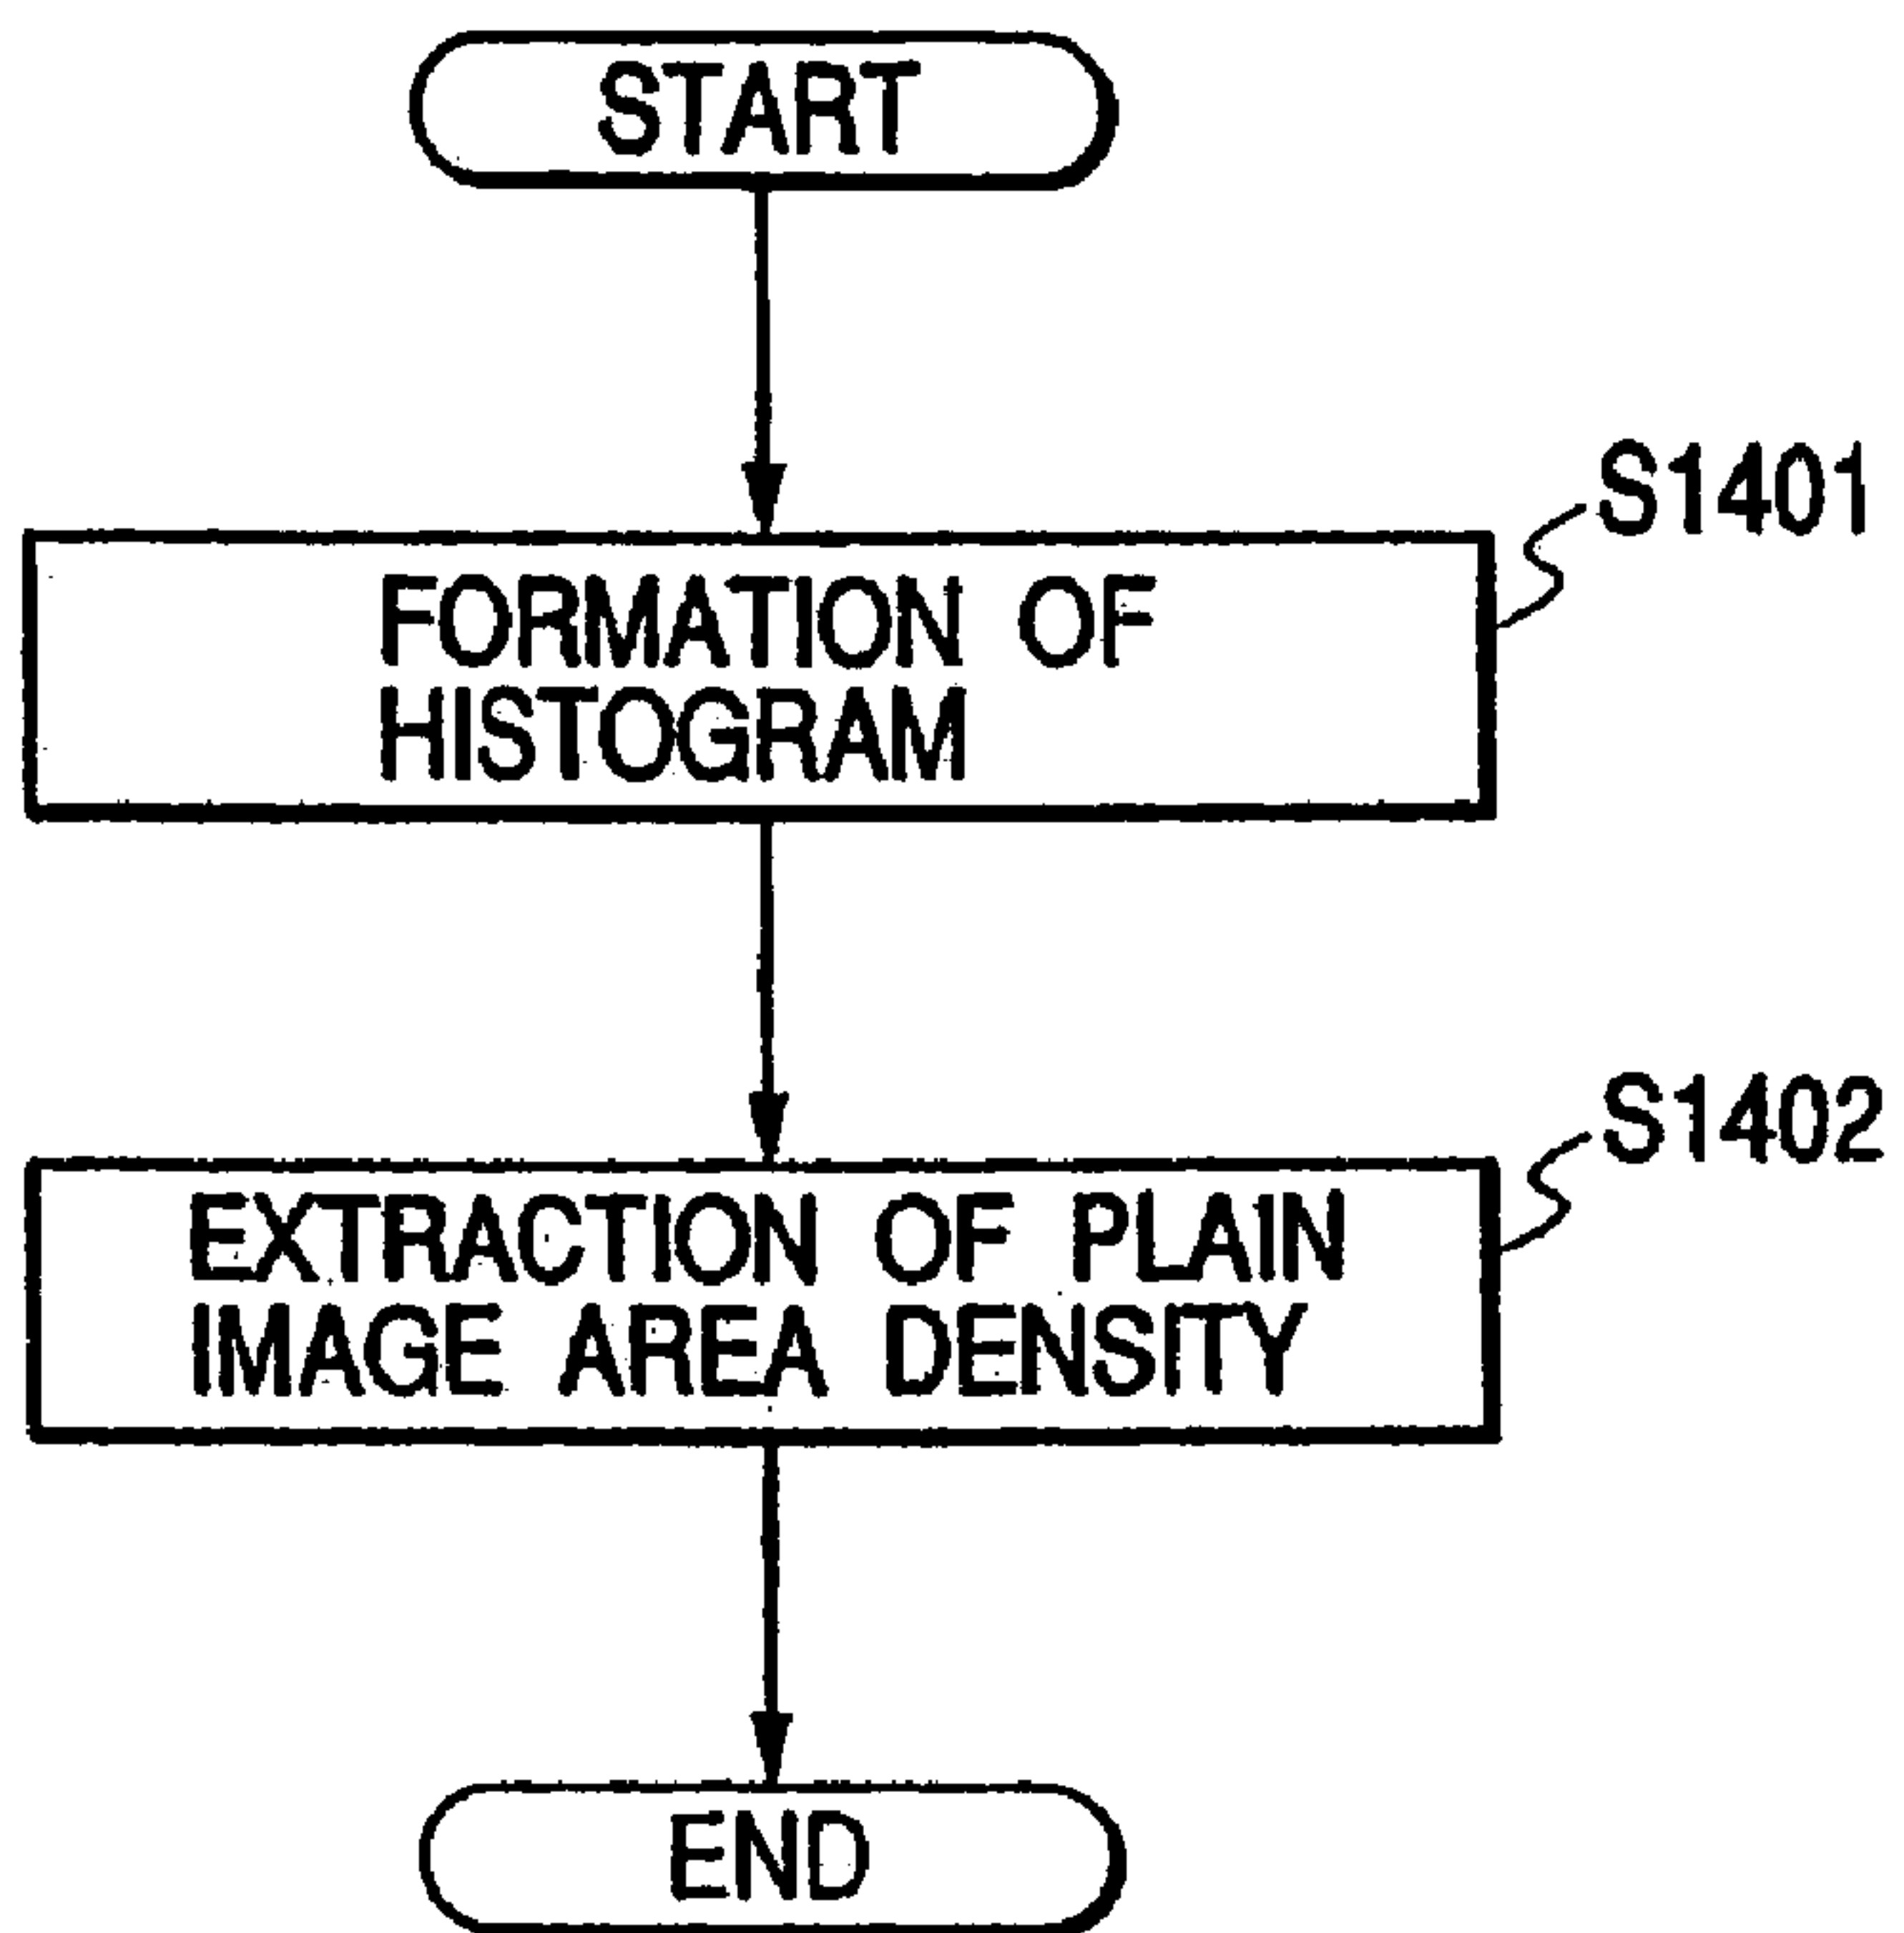 START
S1401
FORMATION OF
HISTOGRAM
S1402
EXTRACTION OF PLAIN
IMAGE AREA DENSITY
END